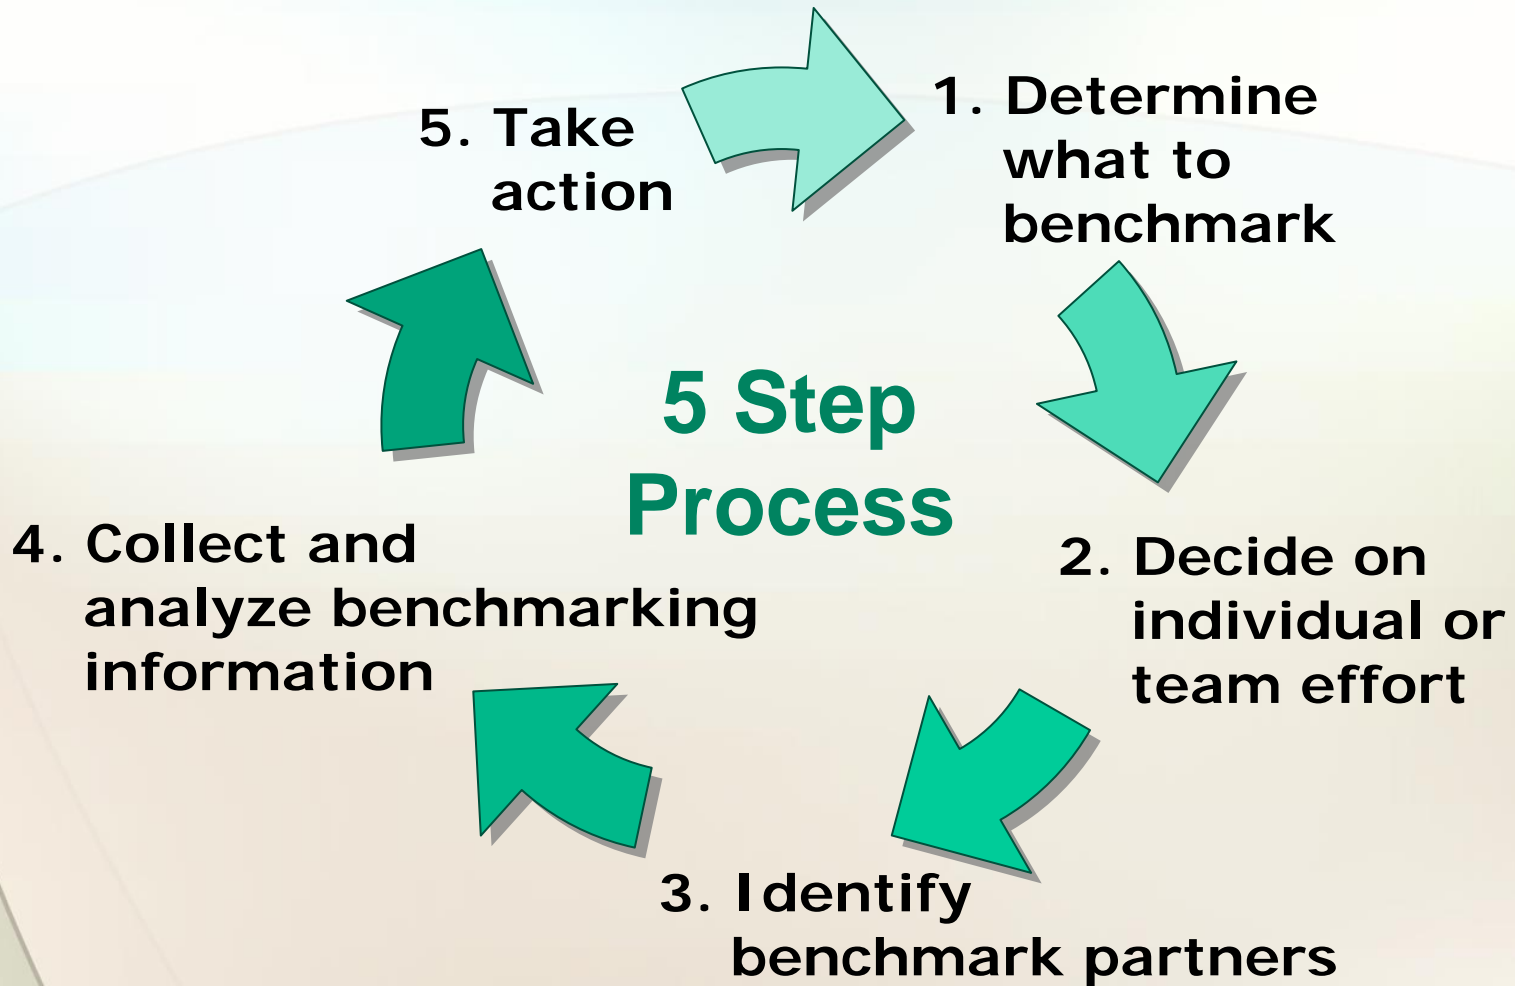 5 Step
Process
1. Determine
what to
benchmark
2. Decide on
individual or
team effort
3. Identify
benchmark partners
4. Collect and
analyze benchmarking
information
5. Take
action